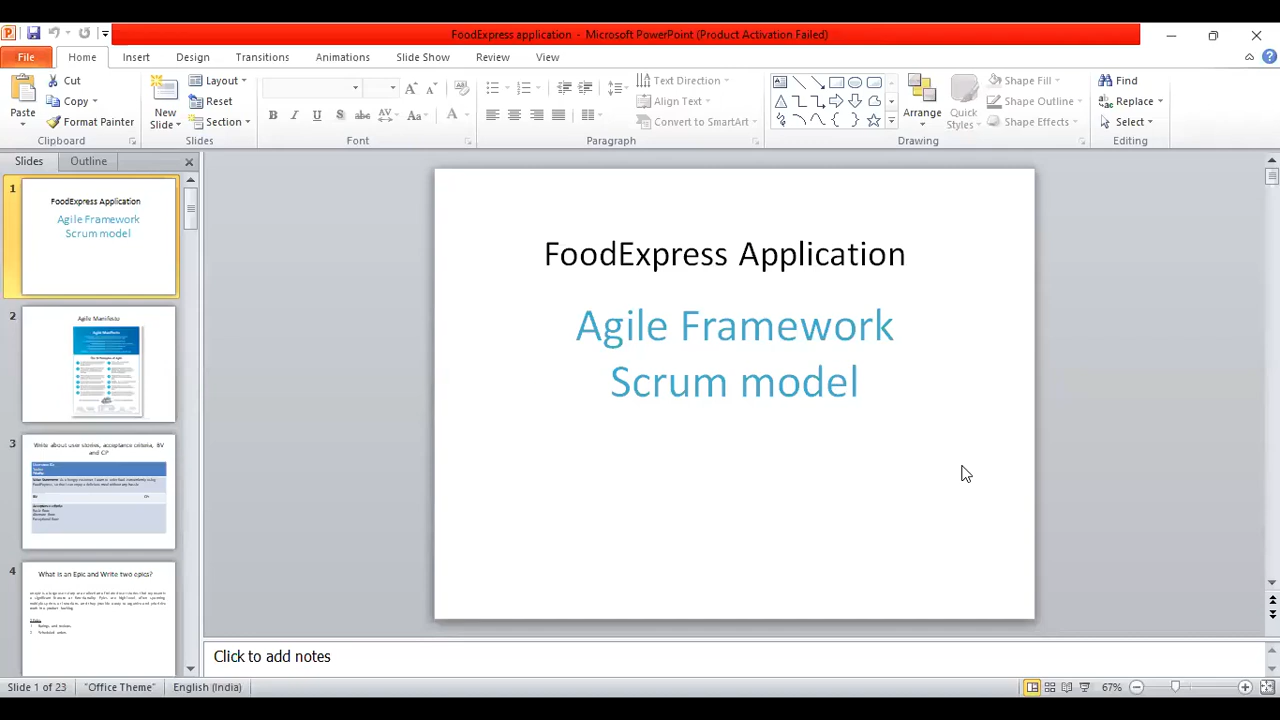 FoodExpress application - Microsoft PowerPoint (Product Activation Failed)
File Home Insert Design Transitions Animations Slide Show Review View
Paste
Cut
Copy
Format Painter
Clipboard
New Slide
Layout
Reset
Section
Slides
Font
Text Direction
Align Text
Convert to SmartArt
Paragraph
Arrange
Quick Styles
Shape Fill
Shape Outline
Shape Effects
Drawing
Find
Replace
Select
Editing
Slides Outline
1
FoodExpress Application
Agile Framework
Scrum model
2
Agile Manifesto
3
Write about user stories, acceptance criteria, BV
and CP
4
What is an Epic and Write two epics?
FoodExpress Application
Agile Framework
Scrum model
Click to add notes
Slide 1 of 23 "Office Theme" English (India) 67%